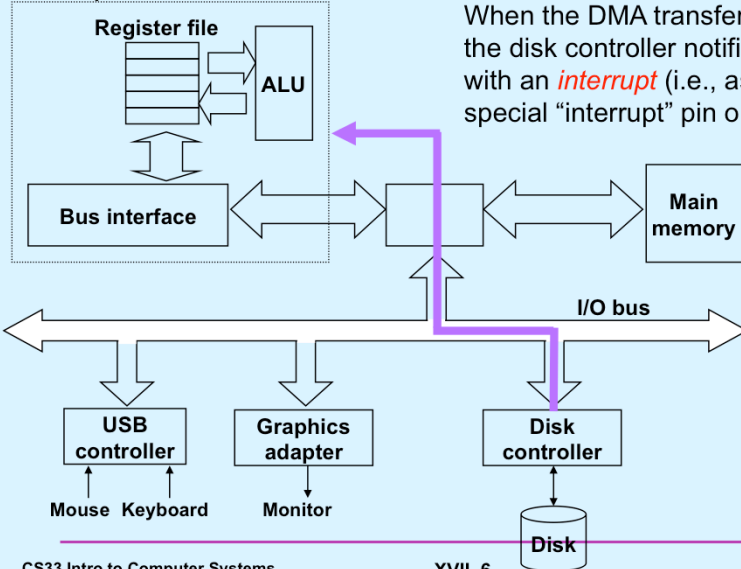 When the DMA transfer
the disk controller notifi
with an interrupt (i.e., as
special “interrupt” pin o
Register file
ALU
Bus interface
Main
memory
I/O bus
USB
controller
Graphics
adapter
Disk
controller
Mouse Keyboard
Monitor
Disk
CS33 Intro to Computer Systems
XVII–6